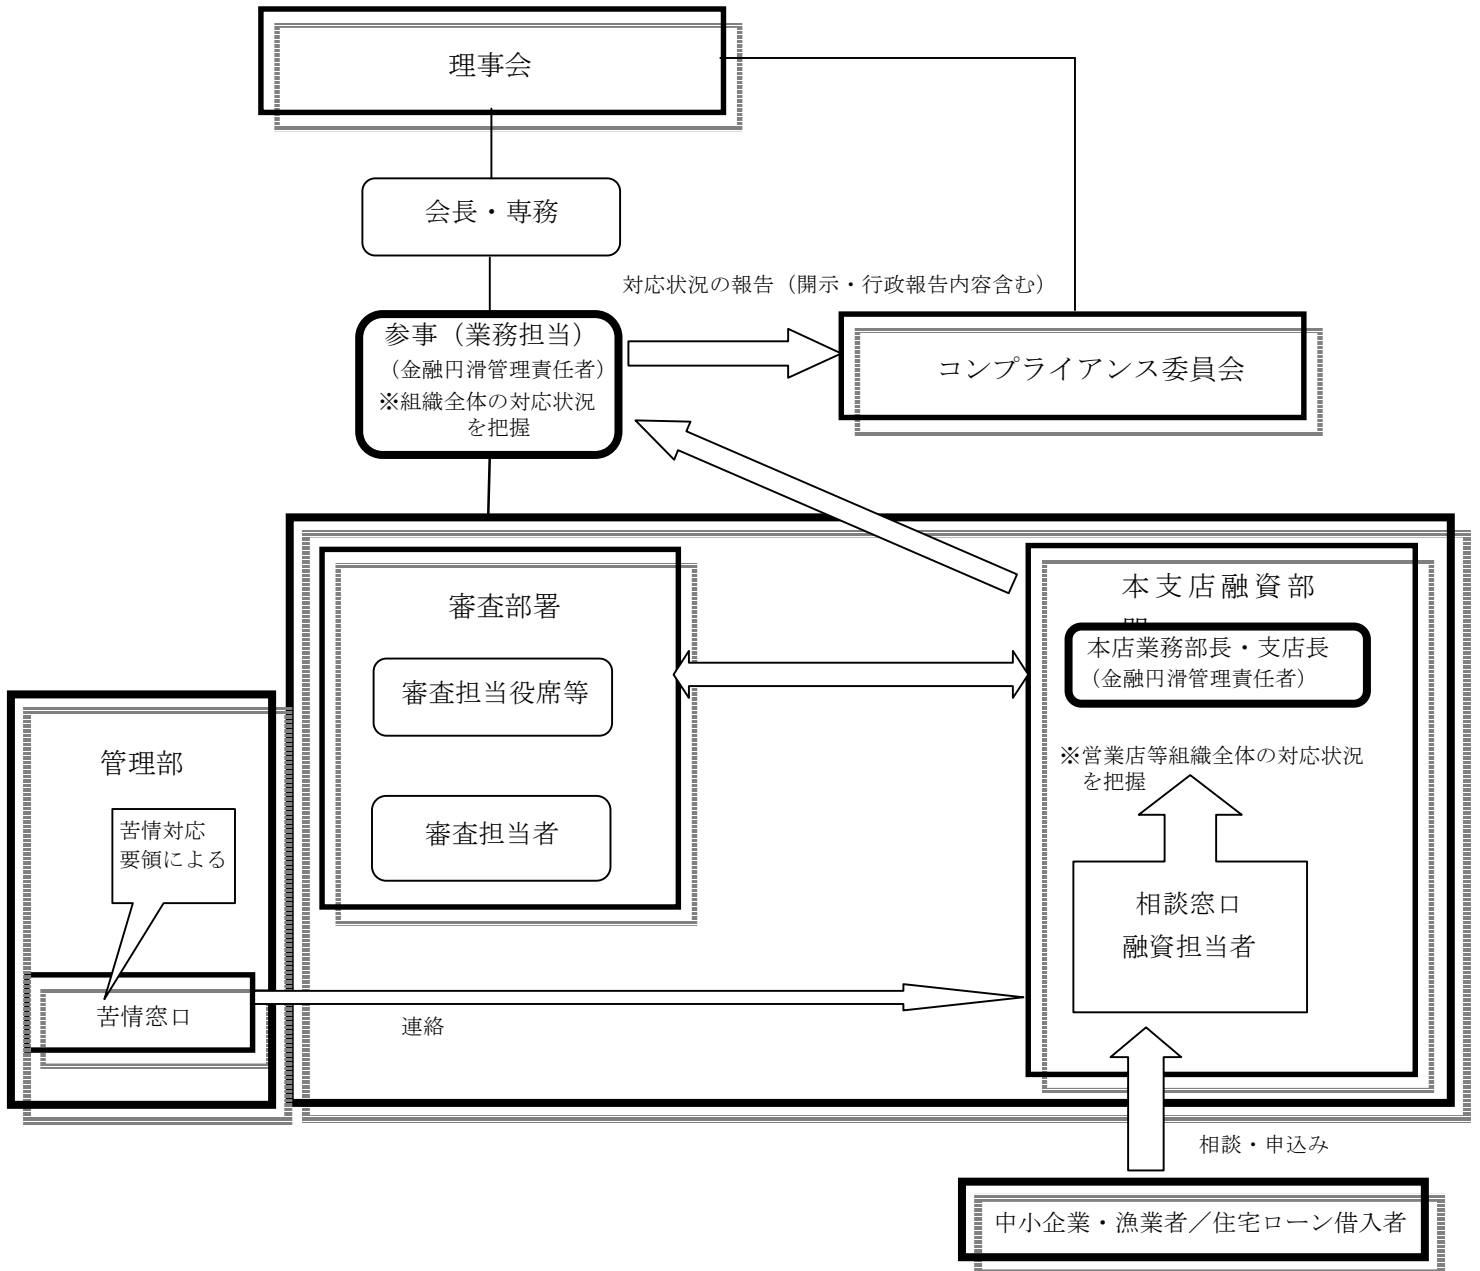 理事会
会長・専務
対応状況の報告（開示・行政報告内容含む）
参事（業務担当）
（金融円滑管理責任者）
※組織全体の対応状況
を把握
コンプライアンス委員会
審査部署
審査担当役席等
審査担当者
本支店融資部
本店業務部長・支店長
（金融円滑管理責任者）
※営業店等組織全体の対応状況
を把握
相談窓口
融資担当者
管理部
苦情対応
要領による
苦情窓口
連絡
相談・申込み
中小企業・漁業者／住宅ローン借入者